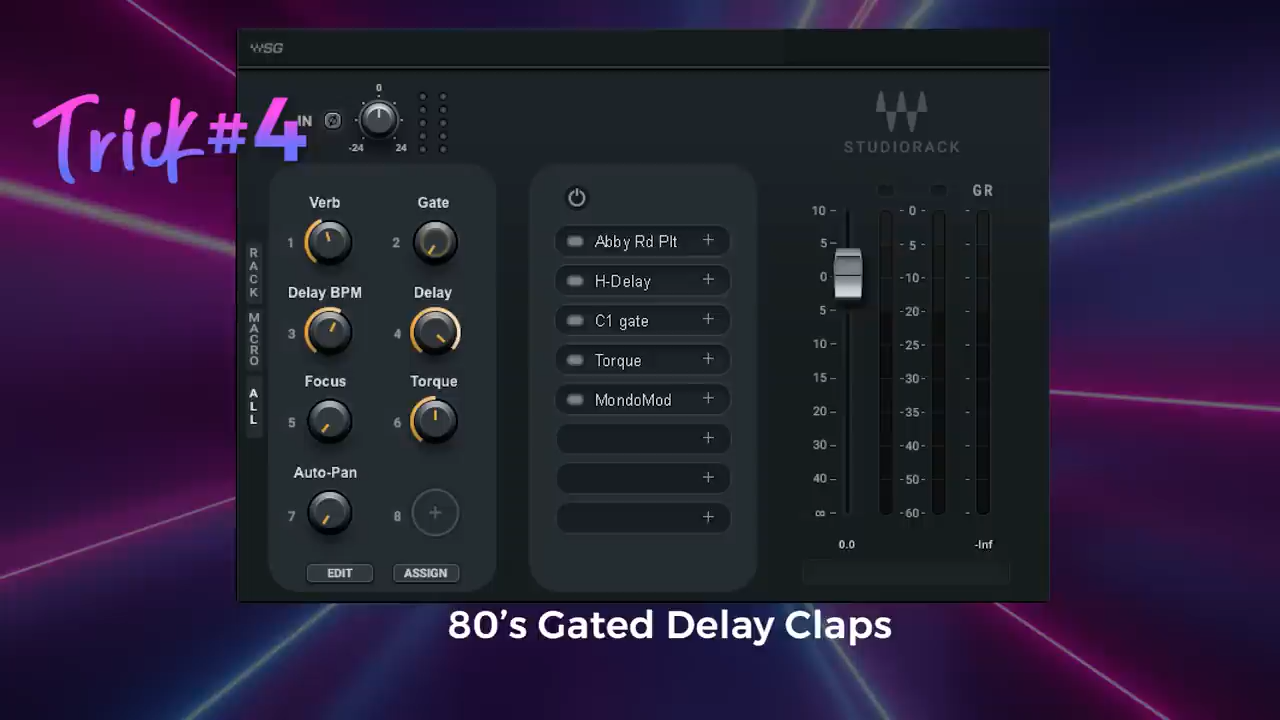 WSG
Trick#4
IN
0
-24 24
STUDIORACK
RACK
MACRO
ALL
Verb
Gate
1
2
Delay BPM
Delay
3
4
Focus
Torque
5
6
Auto-Pan
7
8
EDIT
ASSIGN
Abby Rd Plt +
H-Delay +
C1 gate +
Torque +
MondoMod +
+
+
+
GR
10 - - 0 -
5 - - 5 -
0 - -10-
5 - -20-
10 - -25-
15 - -30-
20 - -35-
30 - -40-
40 - -50-
∞ - -60-
0.0
-Inf
80’s Gated Delay Claps